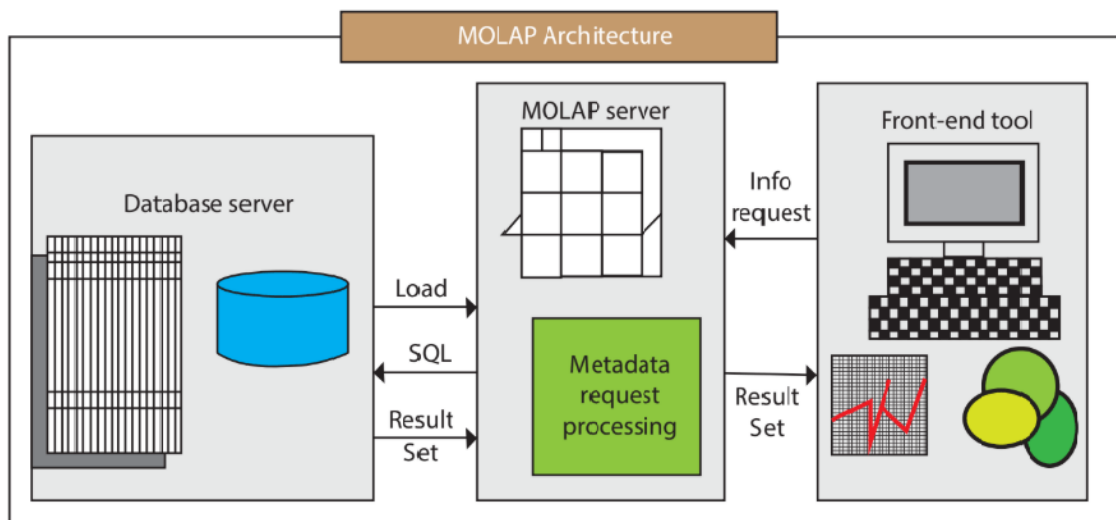 MOLAP Architecture
Database server
Load
SQL
Result
Set
MOLAP server
Metadata
request
processing
Info
request
Result
Set
Front-end tool